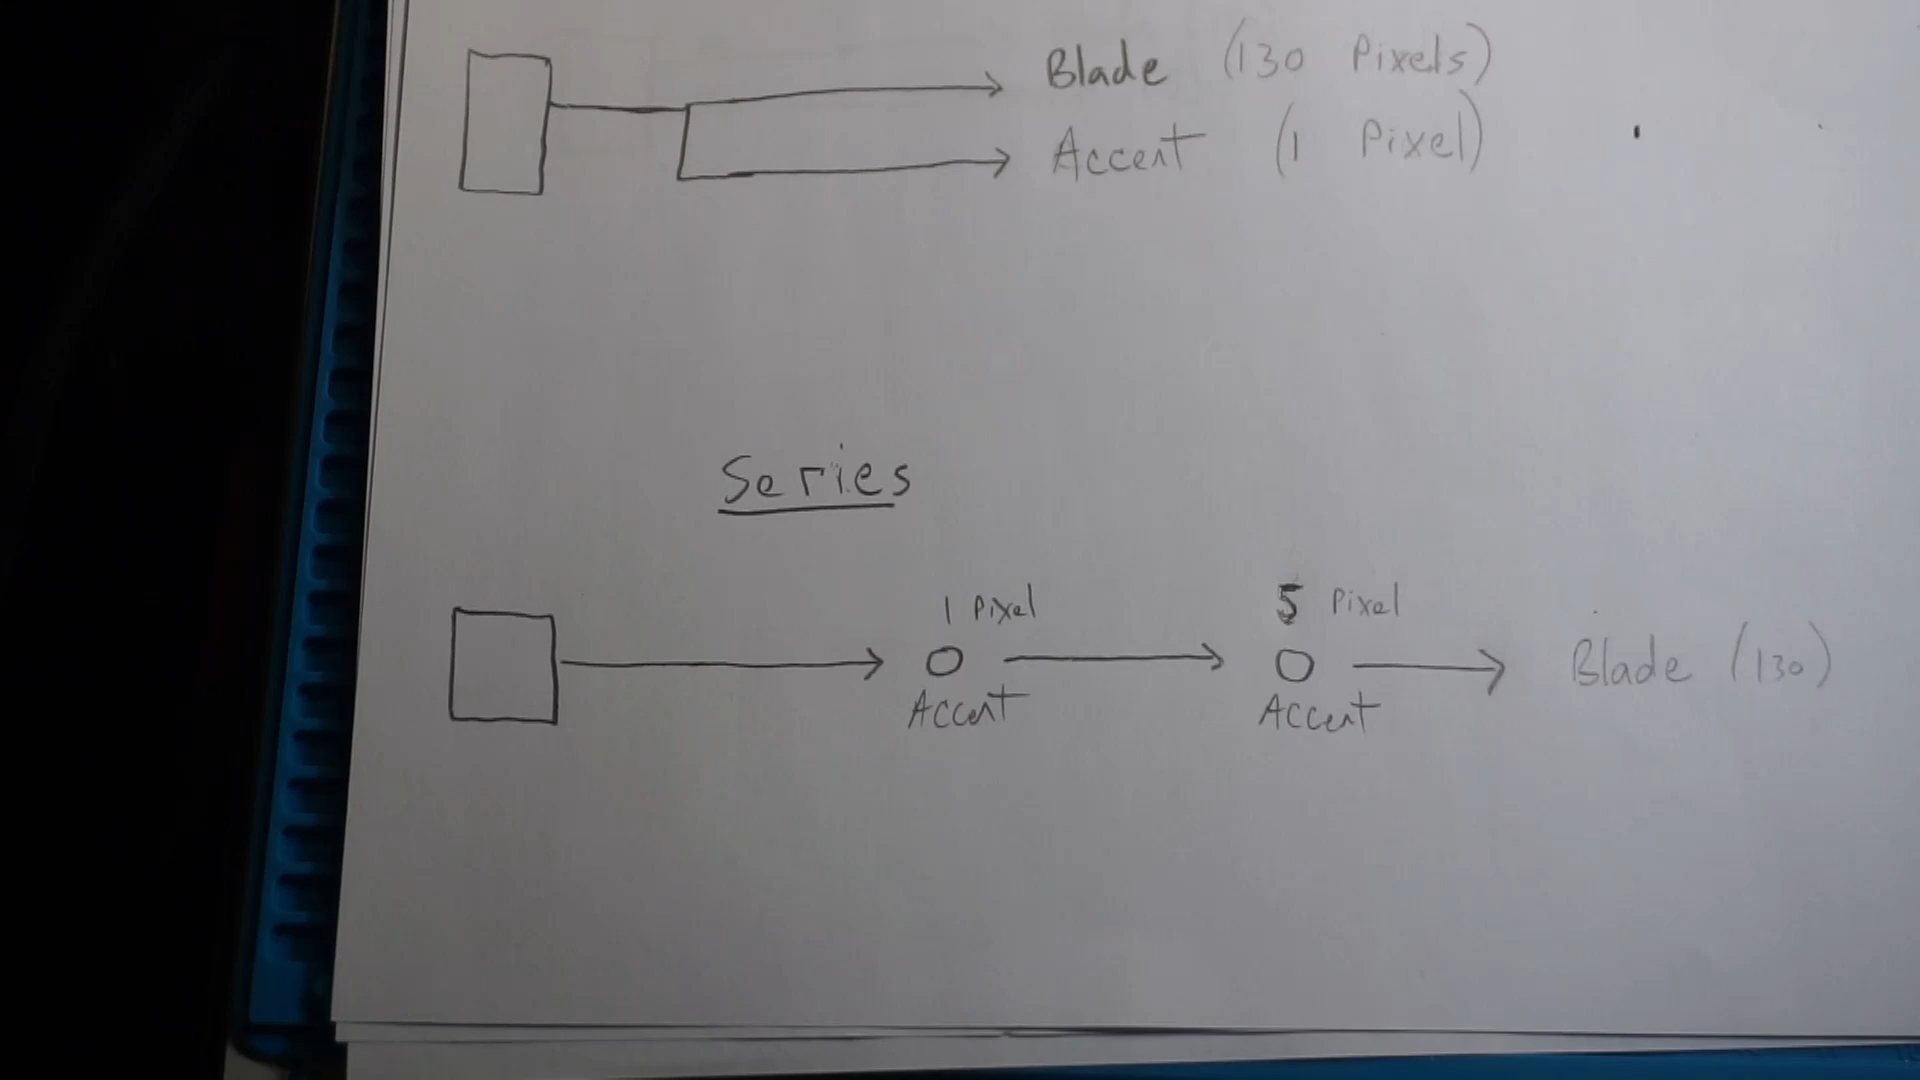 Blade (130 Pixels)
Accent (1 Pixel)
Series
1 Pixel
5 Pixel
Blade (130)
Accent
Accent